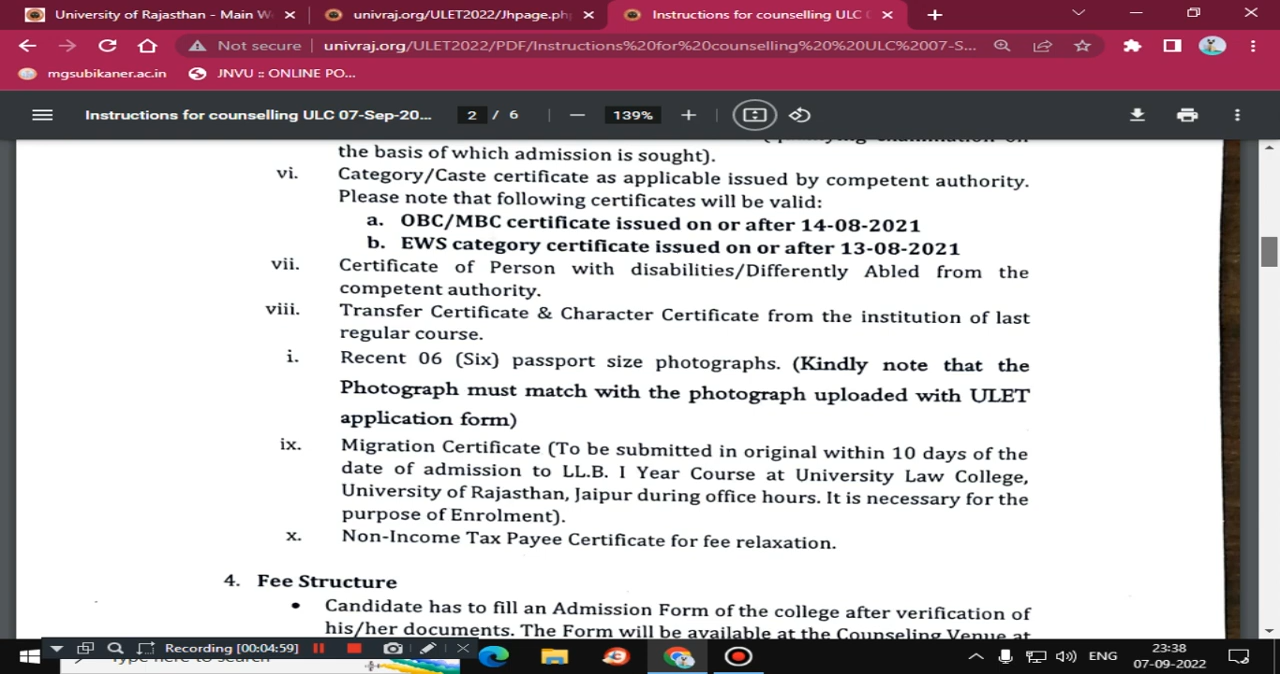 University of Rajasthan - Main W
univraj.org/ULET2022/Jhpage.ph
Instructions for counselling ULC
Not secure
univraj.org/ULET2022/PDF/Instructions%20for%20counselling%20%20ULC%2007-S...
mgsubikaner.ac.in
JNVU :: ONLINE PO...
Instructions for counselling ULC 07-Sep-20...
2 / 6
139%
(qualifying examination on
the basis of which admission is sought).
vi. Category/Caste certificate as applicable issued by competent authority.
Please note that following certificates will be valid:
a. OBC/MBC certificate issued on or after 14-08-2021
b. EWS category certificate issued on or after 13-08-2021
vii. Certificate of Person with disabilities/Differently Abled from the
competent authority.
viii. Transfer Certificate & Character Certificate from the institution of last
regular course.
i. Recent 06 (Six) passport size photographs. (Kindly note that the
Photograph must match with the photograph uploaded with ULET
application form)
ix. Migration Certificate (To be submitted in original within 10 days of the
date of admission to LL.B. I Year Course at University Law College,
University of Rajasthan, Jaipur during office hours. It is necessary for the
purpose of Enrolment).
x. Non-Income Tax Payee Certificate for fee relaxation.
4. Fee Structure
• Candidate has to fill an Admission Form of the college after verification of
his/her documents. The Form will be available at the Counseling Venue at
Recording [00:04:59]
Type here to search
ENG
23:38
07-09-2022